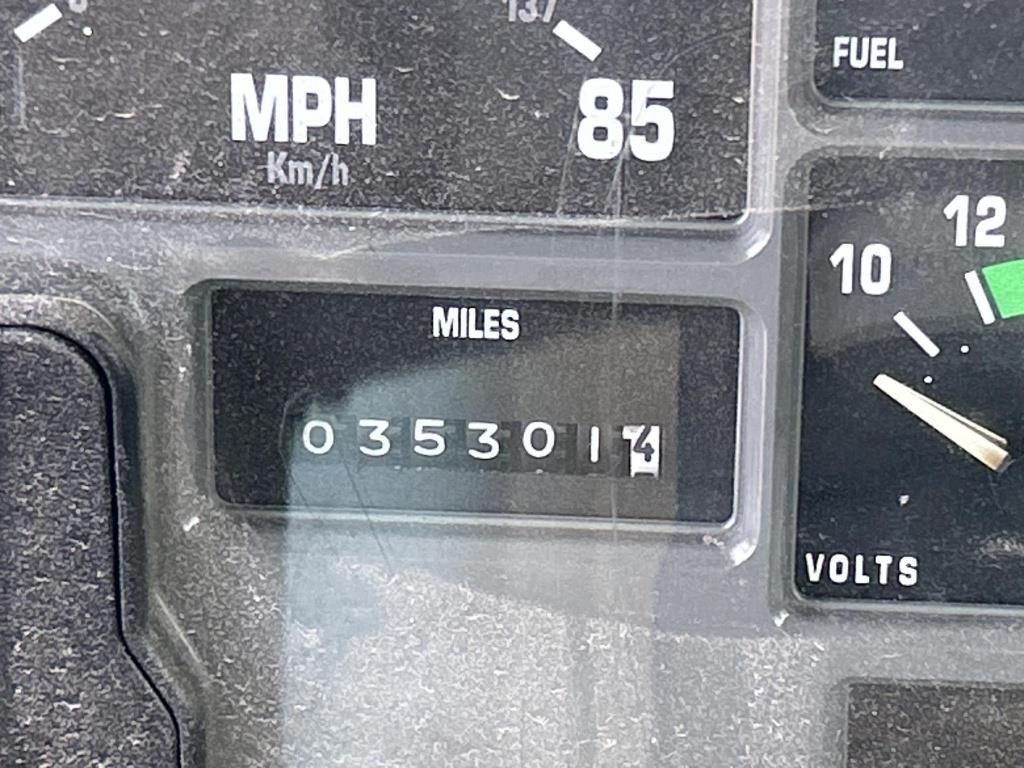 137
MPH
85
Km/h
FUEL
12
10
MILES
0353014
VOLTS